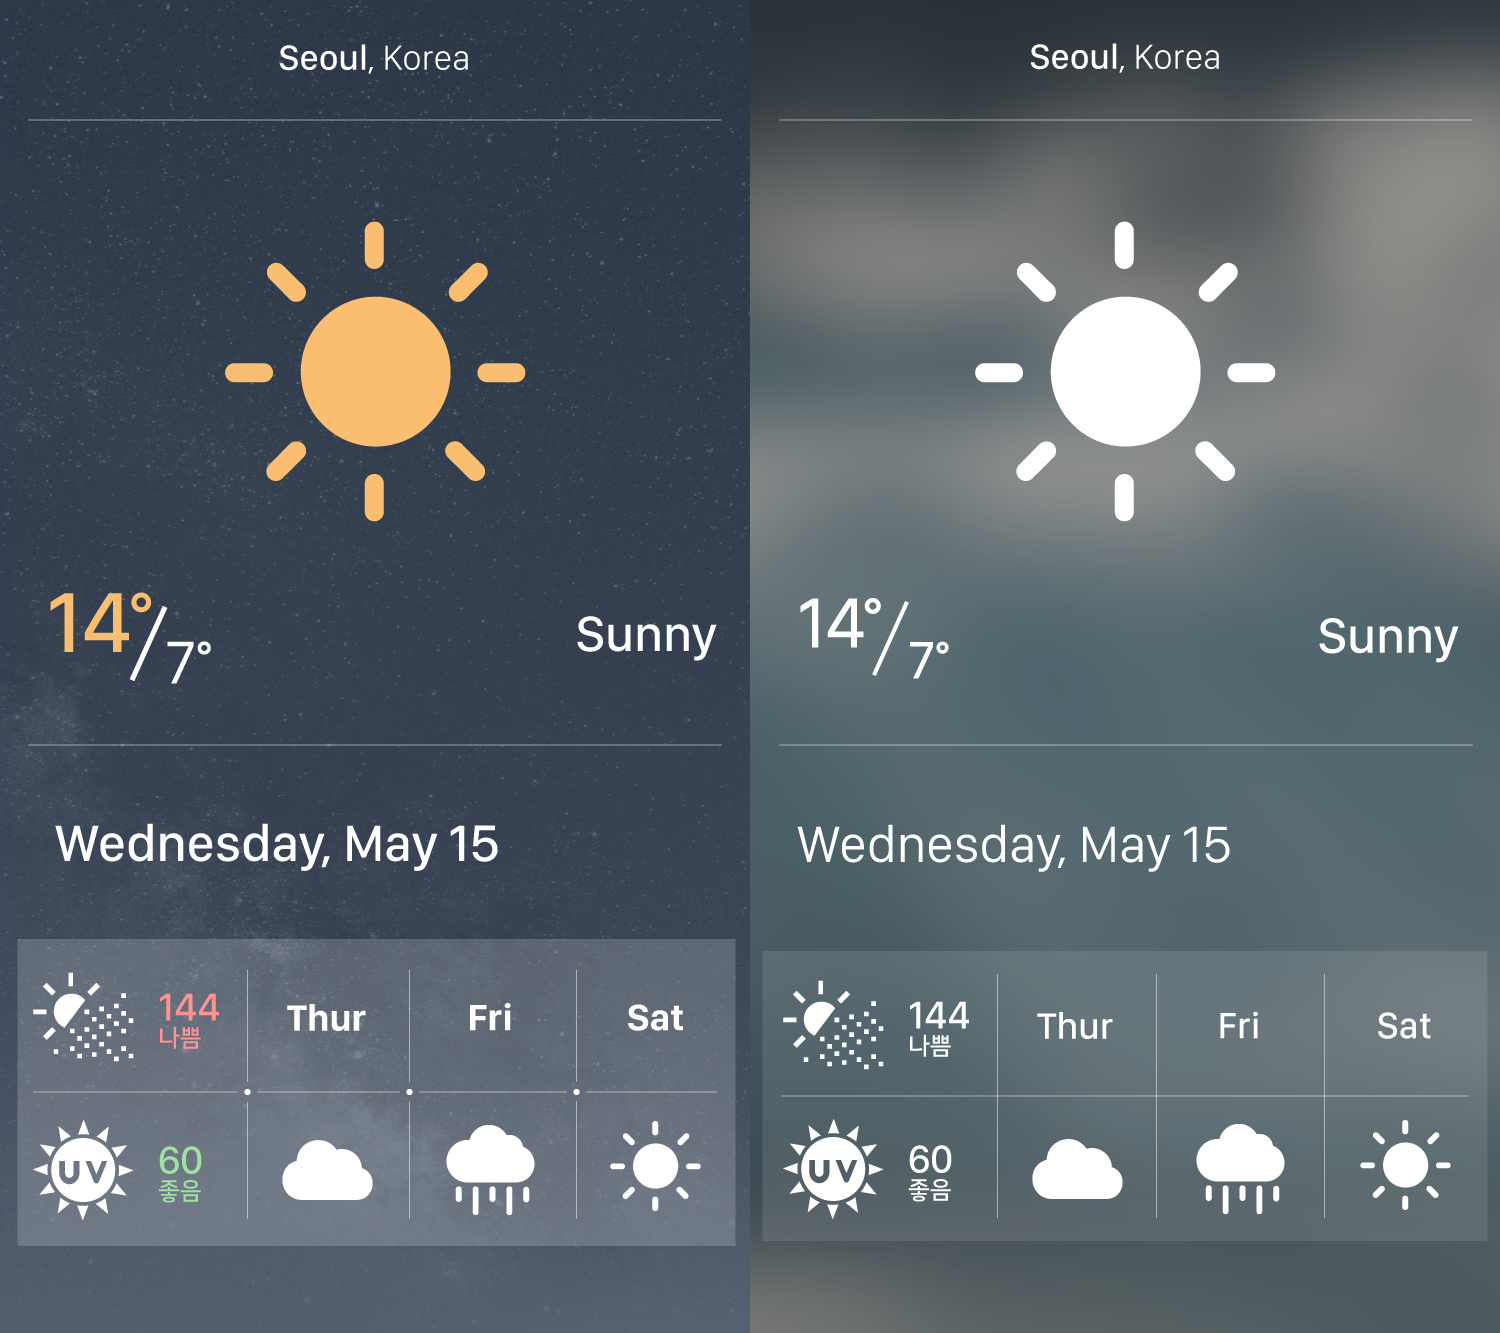 Seoul, Korea
14°/7°
Sunny
Wednesday, May 15
144
나쁨
Thur
Fri
Sat
UV
60
좋음
Seoul, Korea
14°/7°
Sunny
Wednesday, May 15
144
나쁨
Thur
Fri
Sat
UV
60
좋음